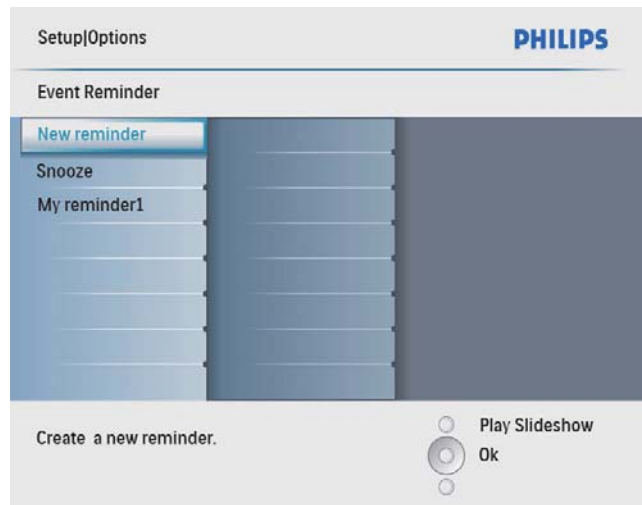 Setup|Options
PHILIPS
Event Reminder
New reminder
Snooze
My reminder1
Create a new reminder.
Play Slideshow
Ok